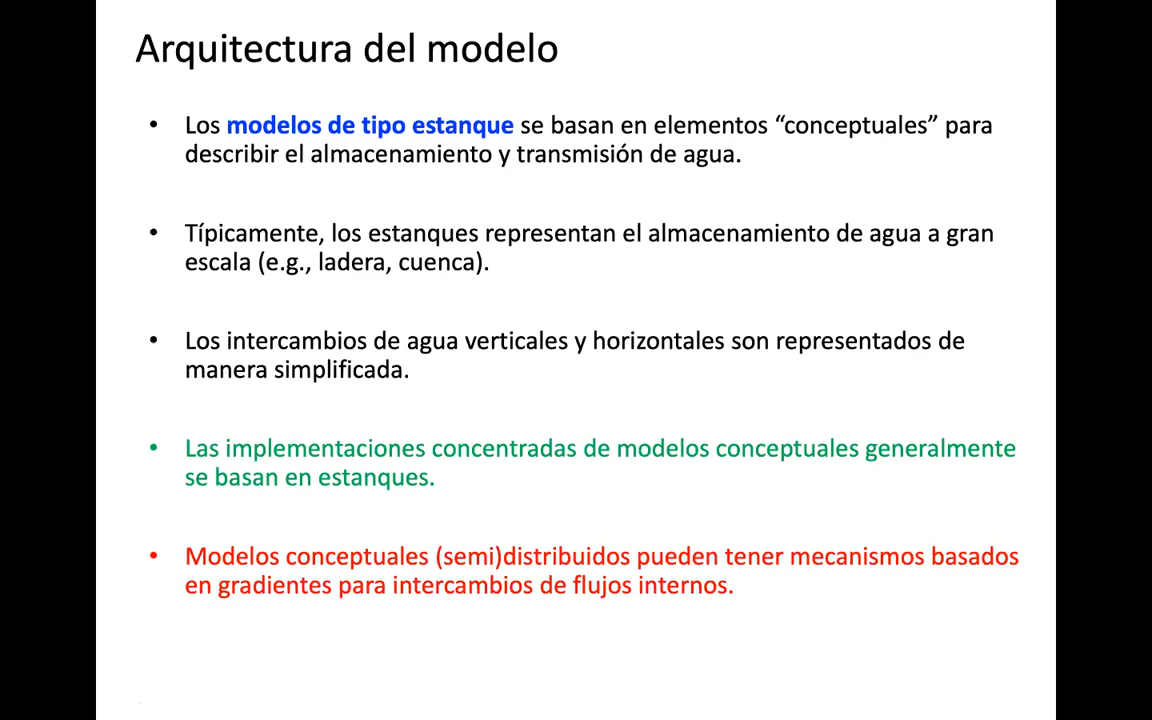 Arquitectura del modelo
• Los modelos de tipo estanque se basan en elementos “conceptuales” para
describir el almacenamiento y transmisión de agua.
• Típicamente, los estanques representan el almacenamiento de agua a gran
escala (e.g., ladera, cuenca).
• Los intercambios de agua verticales y horizontales son representados de
manera simplificada.
• Las implementaciones concentradas de modelos conceptuales generalmente
se basan en estanques.
• Modelos conceptuales (semi)distribuidos pueden tener mecanismos basados
en gradientes para intercambios de flujos internos.